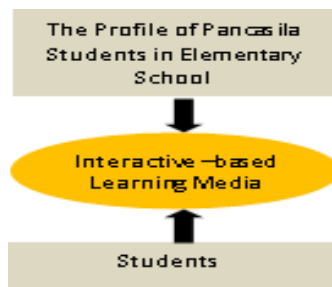 The Profile of Pancasila
Students in Elementary
School
Interactive–based
Learning Media
Students